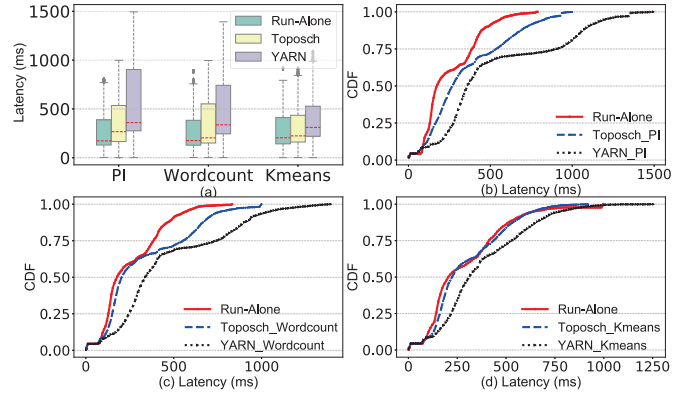 1500
1000
500
0
Latency (ms)
Run-Alone
Toposch
YARN
PI Wordcount Kmeans
(a)
1.00
0.75
0.50
0.25
0.00
CDF
Run-Alone
Toposch_PI
YARN_PI
0 500 1000 1500
(b) Latency (ms)
1.00
0.75
0.50
0.25
0.00
CDF
Run-Alone
Toposch_Wordcount
YARN_Wordcount
0 500 1000
(c) Latency (ms)
1.00
0.75
0.50
0.25
0.00
CDF
Run-Alone
Toposch_Kmeans
YARN_Kmeans
0 250 500 750 1000 1250
(d) Latency (ms)